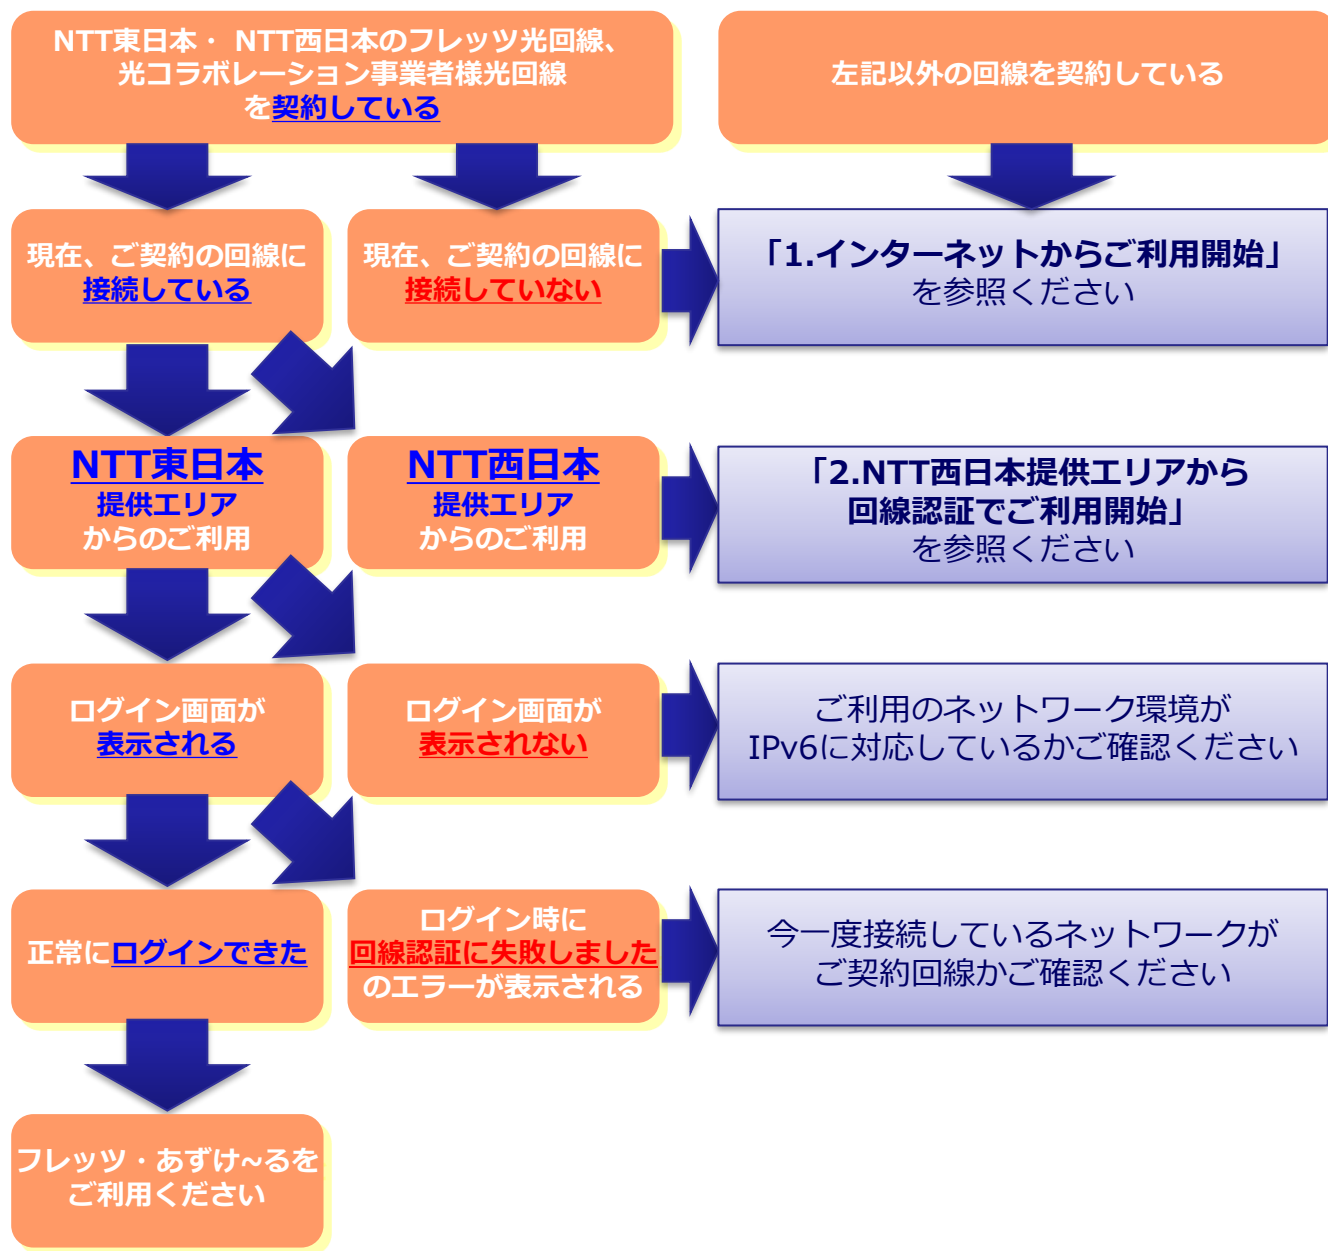 NTT東日本・ NTT西日本のフレッツ光回線、
光コラボレーション事業者様光回線
を契約している
左記以外の回線を契約している
現在、ご契約の回線に
接続している
現在、ご契約の回線に
接続していない
「1.インターネットからご利用開始」
を参照ください
NTT東日本
提供エリア
からのご利用
NTT西日本
提供エリア
からのご利用
「2.NTT西日本提供エリアから
回線認証でご利用開始」
を参照ください
ログイン画面が
表示される
ログイン画面が
表示されない
ご利用のネットワーク環境が
IPv6に対応しているかご確認ください
正常にログインできた
ログイン時に
回線認証に失敗しました
のエラーが表示される
今一度接続しているネットワークが
ご契約回線かご確認ください
フレッツ・あずけ~るを
ご利用ください